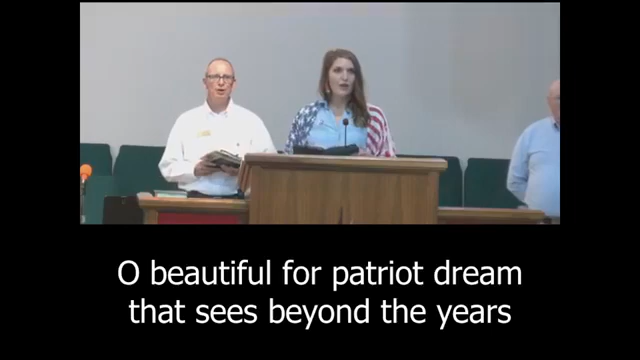 O beautiful for patriot dream
that sees beyond the years